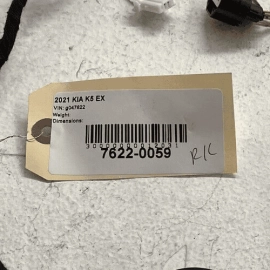 2021 KIA K5 EX
VIN: g047622
Weight:
Dimensions:
7622-0059
R/L